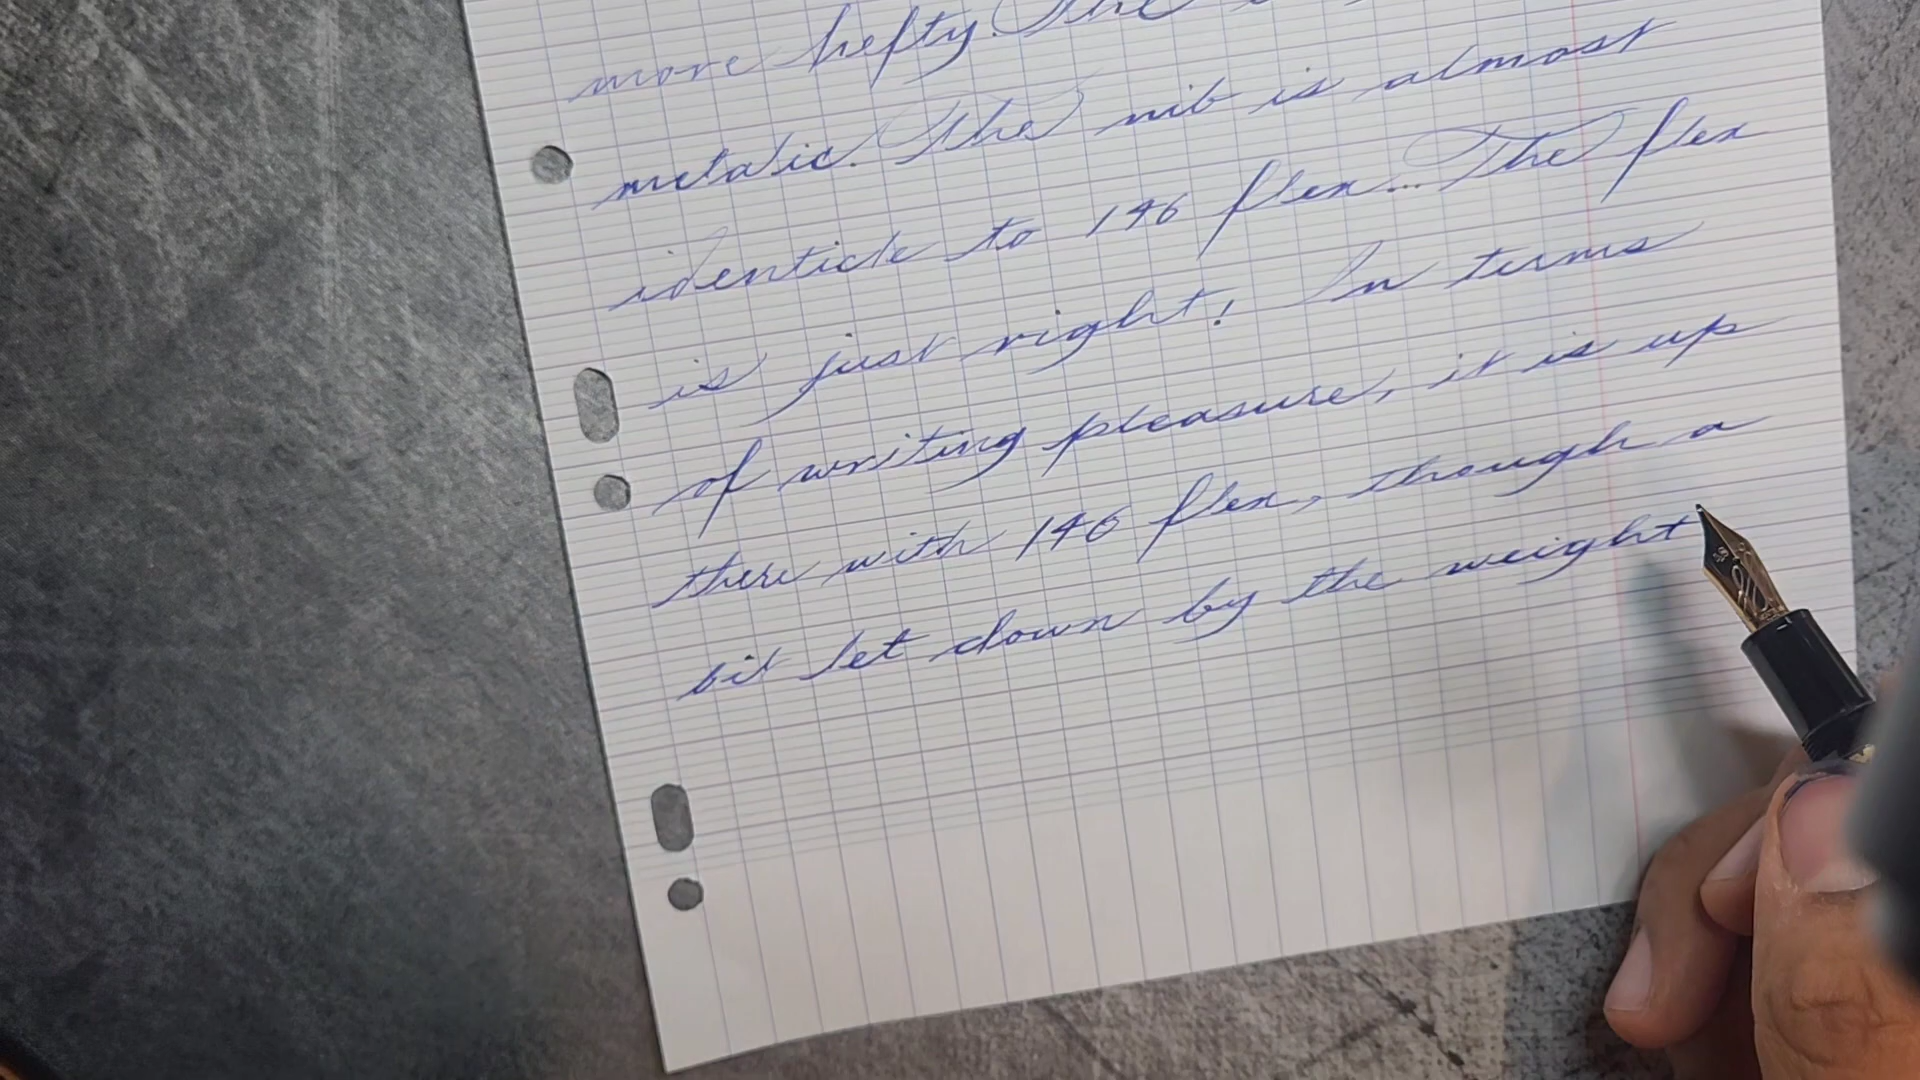 more hefty. The
metalic. The nib is almost
identicle to 146 flex... The flex
is just right! In terms
of writing pleasure, it is up
there with 146 flex, though a
bit let down by the weight